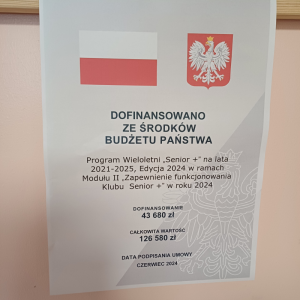 DOFINANSOWANO
ZE ŚRODKÓW
BUDŻETU PAŃSTWA
Program Wieloletni „Senior +” na lata
2021-2025, Edycja 2024 w ramach
Modułu II „Zapewnienie funkcjonowania
Klubu Senior +” w roku 2024
DOFINANSOWANIE
43 680 zł
CAŁKOWITA WARTOŚĆ
126 580 zł
DATA PODPISANIA UMOWY
CZERWIEC 2024